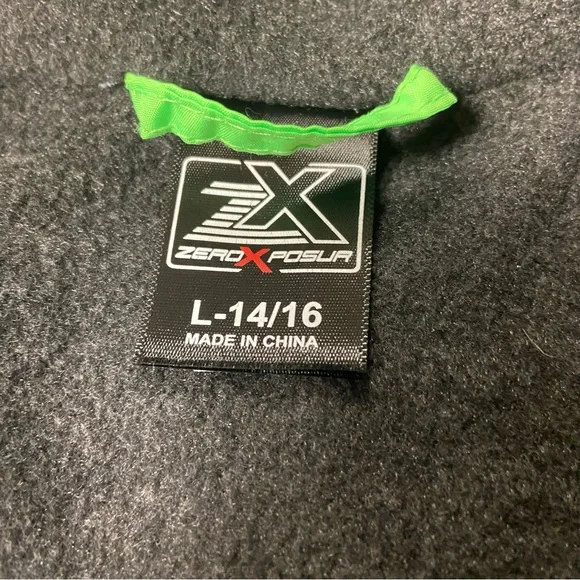 ZX
ZEROXPOSUR
L-14/16
MADE IN CHINA